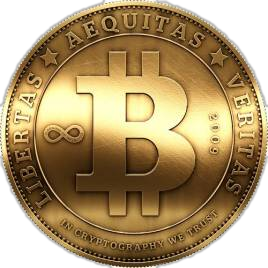 LIBERTAS ★ AEQUITAS ★ VERITAS
B
2009
IN CRYPTOGRAPHY WE TRUST